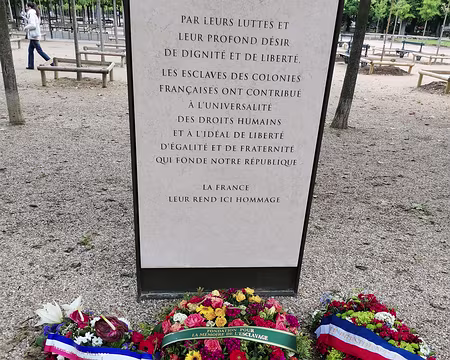 PAR LEURS LUTTES ET
LEUR PROFOND DÉSIR
DE DIGNITÉ ET DE LIBERTÉ,
LES ESCLAVES DES COLONIES
FRANÇAISES ONT CONTRIBUÉ
À L'UNIVERSALITÉ
DES DROITS HUMAINS
ET À L'IDÉAL DE LIBERTÉ
D'ÉGALITÉ ET DE FRATERNITÉ
QUI FONDE NOTRE RÉPUBLIQUE
LA FRANCE
LEUR REND ICI HOMMAGE
FONDATION POUR
LA MÉMOIRE DE L'ESCLAVAGE